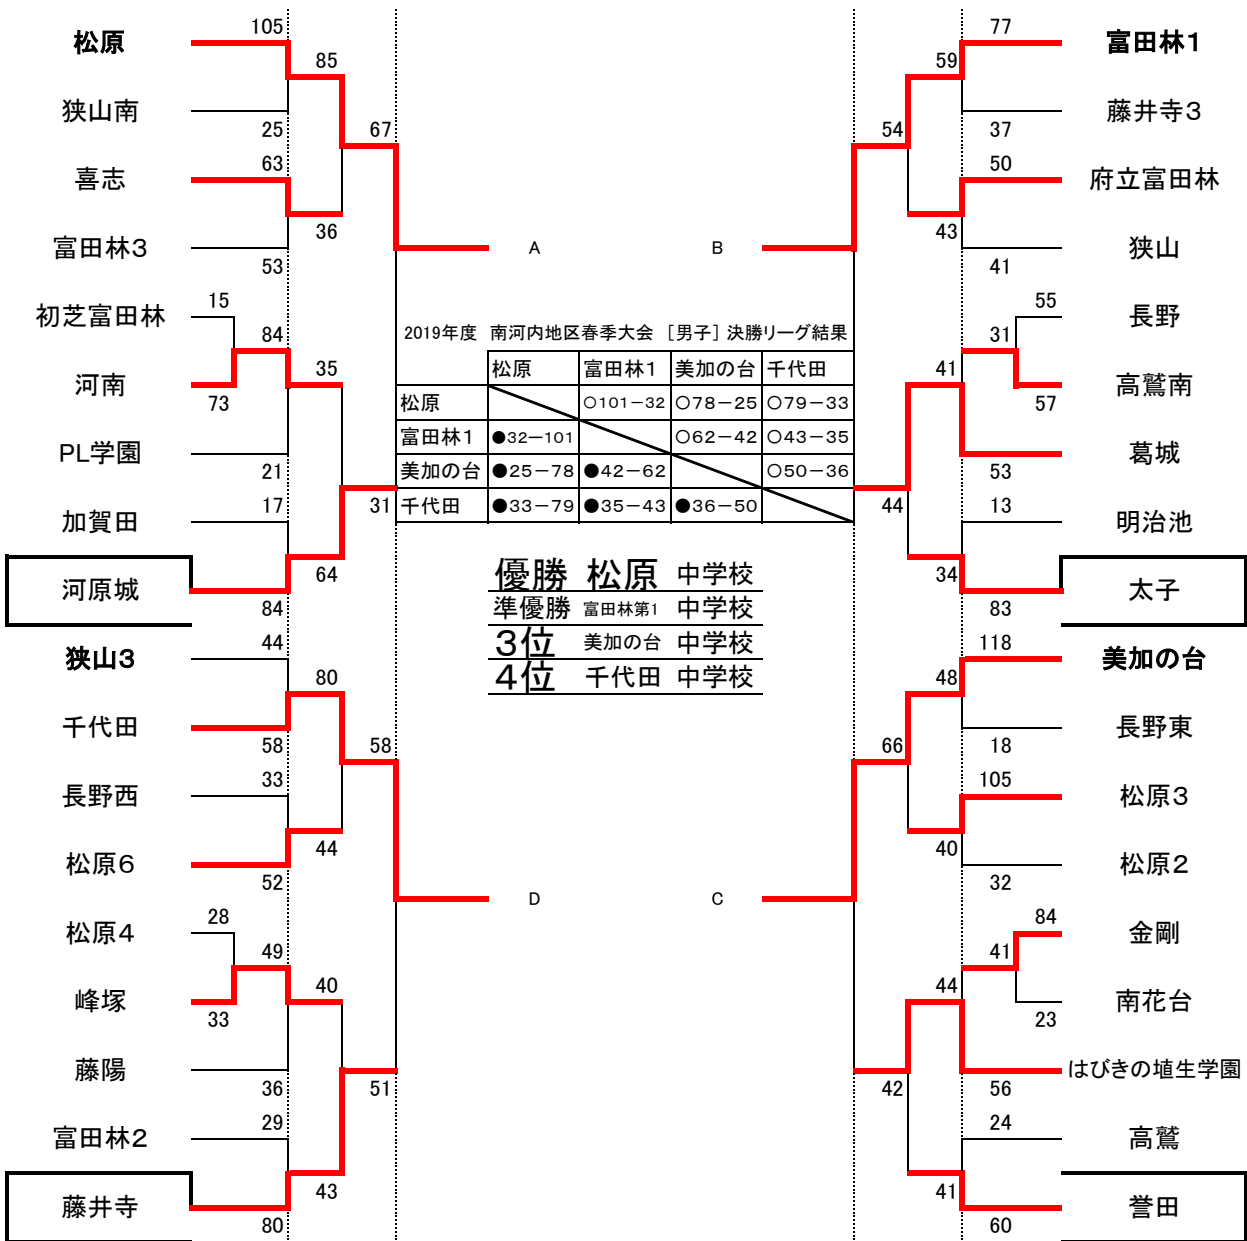 105
松原
85
狭山南
25
67
63
喜志
36
富田林3
53
A
15
初芝富田林
84
35
河南
73
PL学園
21
17
加賀田
31
64
河原城
84
44
狭山3
80
千代田
58
58
33
長野西
44
松原6
52
D
28
松原4
49
40
峰塚
33
藤陽
36
51
29
富田林2
43
藤井寺
80
2019年度 南河内地区春季大会 [男子] 決勝リーグ結果
松原 富田林1 美加の台 千代田
松原 ○101-32 ○78-25 ○79-33
富田林1 ●32-101 ○62-42 ○43-35
美加の台 ●25-78 ●42-62 ○50-36
千代田 ●33-79 ●35-43 ●36-50
優勝 松原 中学校
準優勝 富田林第1 中学校
3位 美加の台 中学校
4位 千代田 中学校
77
富田林1
59
藤井寺3
37
54
50
府立富田林
43
狭山
41
B
55
長野
31
41
高鷲南
57
葛城
53
13
明治池
44
34
太子
83
118
美加の台
48
長野東
18
66
105
松原3
40
松原2
32
C
84
金剛
41
44
南花台
23
はびきの埴生学園
56
42
24
高鷲
41
誉田
60